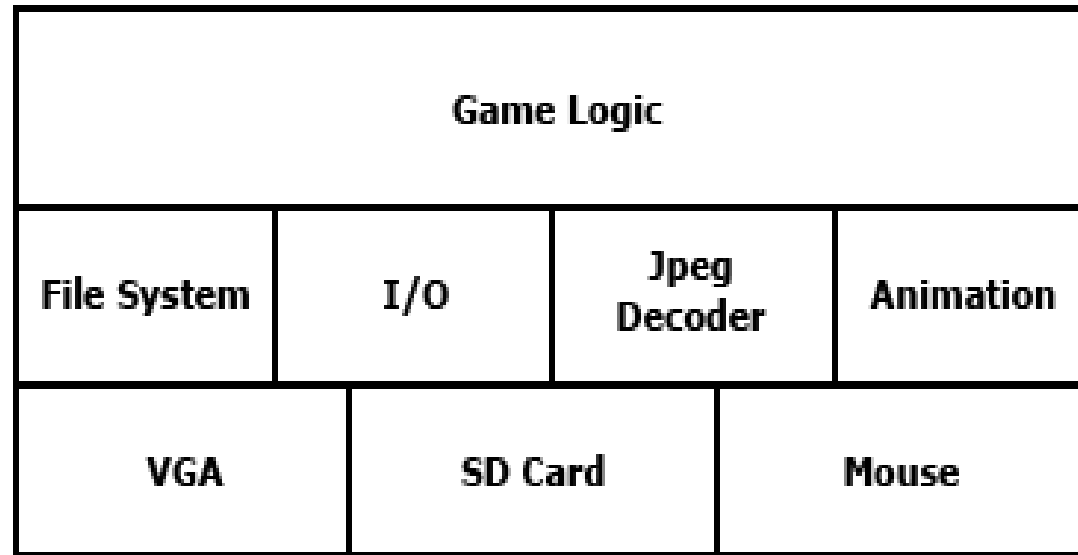 Game Logic
File System
I/O
Jpeg
Decoder
Animation
VGA
SD Card
Mouse